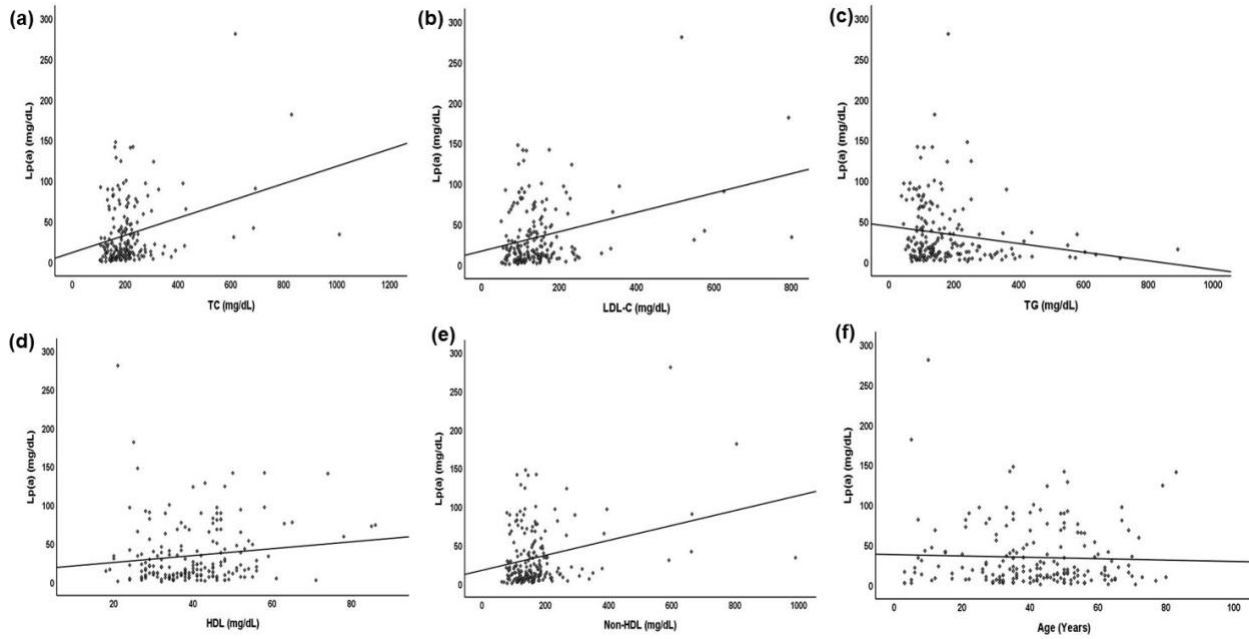 (a)
300
250
200
150
100
50
0
Lp(a) (mg/dL)
0 200 400 600 800 1000 1200
TC (mg/dL)
(b)
300
250
200
150
100
50
0
Lp(a) (mg/dL)
0 200 400 600 800
LDL-C (mg/dL)
(c)
300
250
200
150
100
50
0
Lp(a) (mg/dL)
0 200 400 600 800 1000
TG (mg/dL)
(d)
300
250
200
150
100
50
0
Lp(a) (mg/dL)
20 40 60 80
HDL (mg/dL)
(e)
300
250
200
150
100
50
0
Lp(a) (mg/dL)
0 200 400 600 800 1000
Non-HDL (mg/dL)
(f)
300
250
200
150
100
50
0
Lp(a) (mg/dL)
0 20 40 60 80 100
Age (Years)